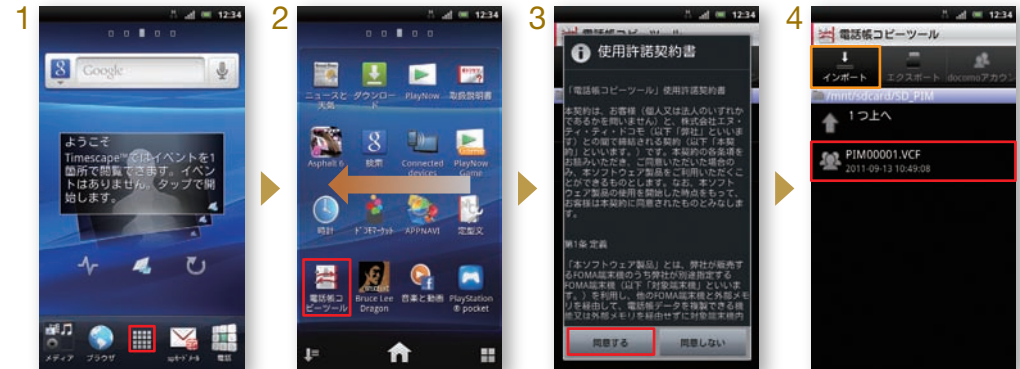 1
12:34
Google
ようこそ
Timescape™ではイベントを1
箇所で閲覧できます。イベン
トはありません。タップで開
始します。
メディア
ブラウザ
spモードメール
電話
2
12:34
ニュースと天気
ダウンロード
PlayNow
取扱説明書
Asphalt 6
検索
Connected devices
PlayNow Game
時計
ドコモマーケット
APPNAVI
定型文
電話帳コピーツール
Bruce Lee Dragon
音楽と動画
PlayStation® pocket
3
12:34
使用許諾契約書
「電話帳コピーツール」使用許諾契約書
本契約は、お客様（個人又は法人のいずれか
であるかを問いません）と、株式会社エヌ・
ティ・ティ・ドコモ（以下「弊社」といいま
す）との間で締結される契約（以下「本契
約」といいます。）です。本契約の各条項を
お読みいただき、ご同意いただいた場合の
み、本ソフトウェア製品をご利用いただくこ
とができるものとします。なお、本ソフト
ウェア製品の使用を開始した時点をもって、
お客様は本契約に同意されたものとみなしま
す。
第1条 定義
「本ソフトウェア製品」とは、弊社が販売す
るFOMA端末機のうち弊社が別途指定する
FOMA端末機（以下「対象端末機」といいま
す。）を利用し、他のFOMA端末機と外部メモ
リを経由して、電話帳データを複製できる機
能又は外部メモリを経由せずに対象端末機内
同意する
同意しない
4
12:34
電話帳コピーツール
インポート
エクスポート
docomoアカウン
/mnt/sdcard/SD_PIM
1つ上へ
PIM00001.VCF
2011-09-13 10:49:08